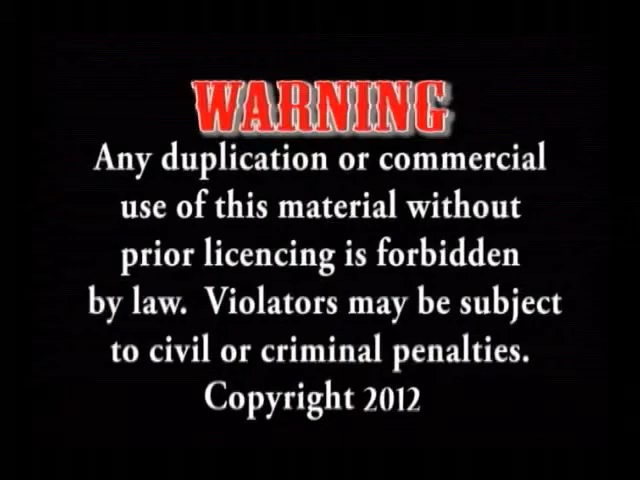 WARNING
Any duplication or commercial
use of this material without
prior licencing is forbidden
by law. Violators may be subject
to civil or criminal penalties.
Copyright 2012